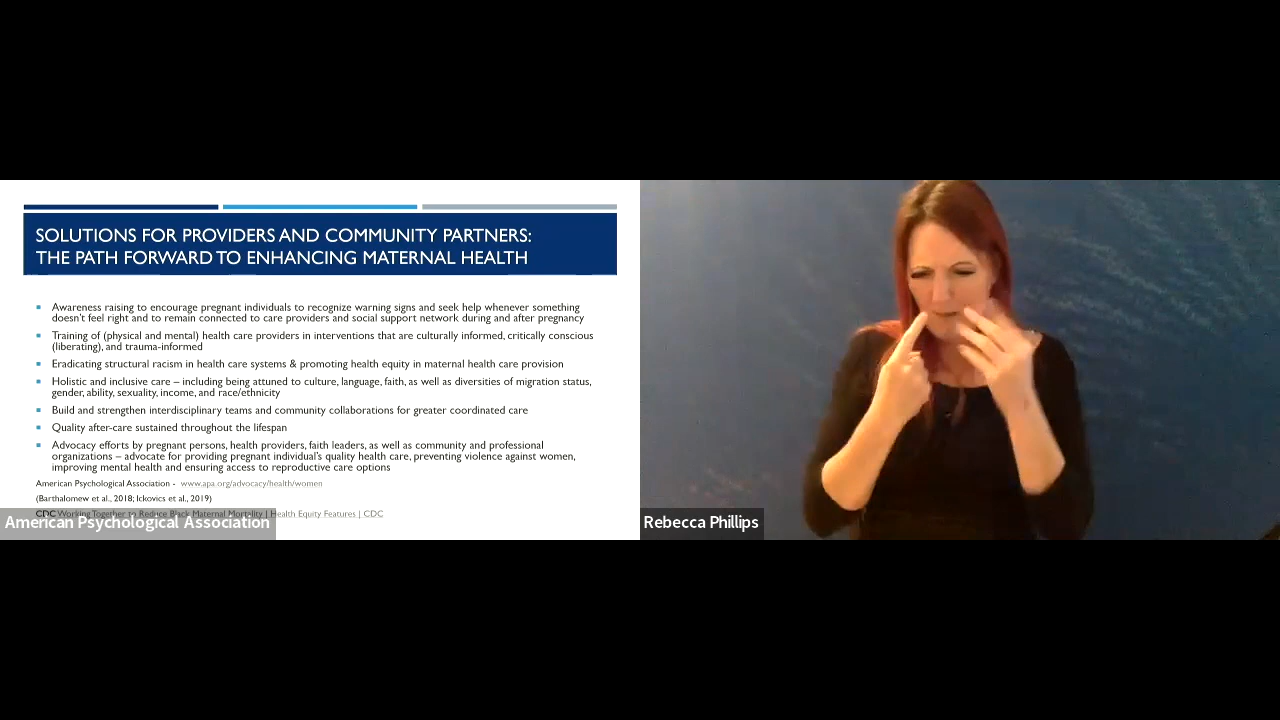 SOLUTIONS FOR PROVIDERS AND COMMUNITY PARTNERS:
THE PATH FORWARD TO ENHANCING MATERNAL HEALTH
Awareness raising to encourage pregnant individuals to recognize warning signs and seek help whenever something
doesn't feel right and to remain connected to care providers and social support network during and after pregnancy
Training of (physical and mental) health care providers in interventions that are culturally informed, critically conscious
(liberating), and trauma-informed
Eradicating structural racism in health care systems & promoting health equity in maternal health care provision
Holistic and inclusive care – including being attuned to culture, language, faith, as well as diversities of migration status,
gender, ability, sexuality, income, and race/ethnicity
Build and strengthen interdisciplinary teams and community collaborations for greater coordinated care
Quality after-care sustained throughout the lifespan
Advocacy efforts by pregnant persons, health providers, faith leaders, as well as community and professional
organizations – advocate for providing pregnant individual's quality health care, preventing violence against women,
improving mental health and ensuring access to reproductive care options
American Psychological Association - www.apa.org/advocacy/health/women
(Barthalomew et al., 2018; Ickovics et al., 2019)
CDC Working Together to Reduce Black Maternal Mortality | Health Equity Features | CDC
American Psychological Association
Rebecca Phillips